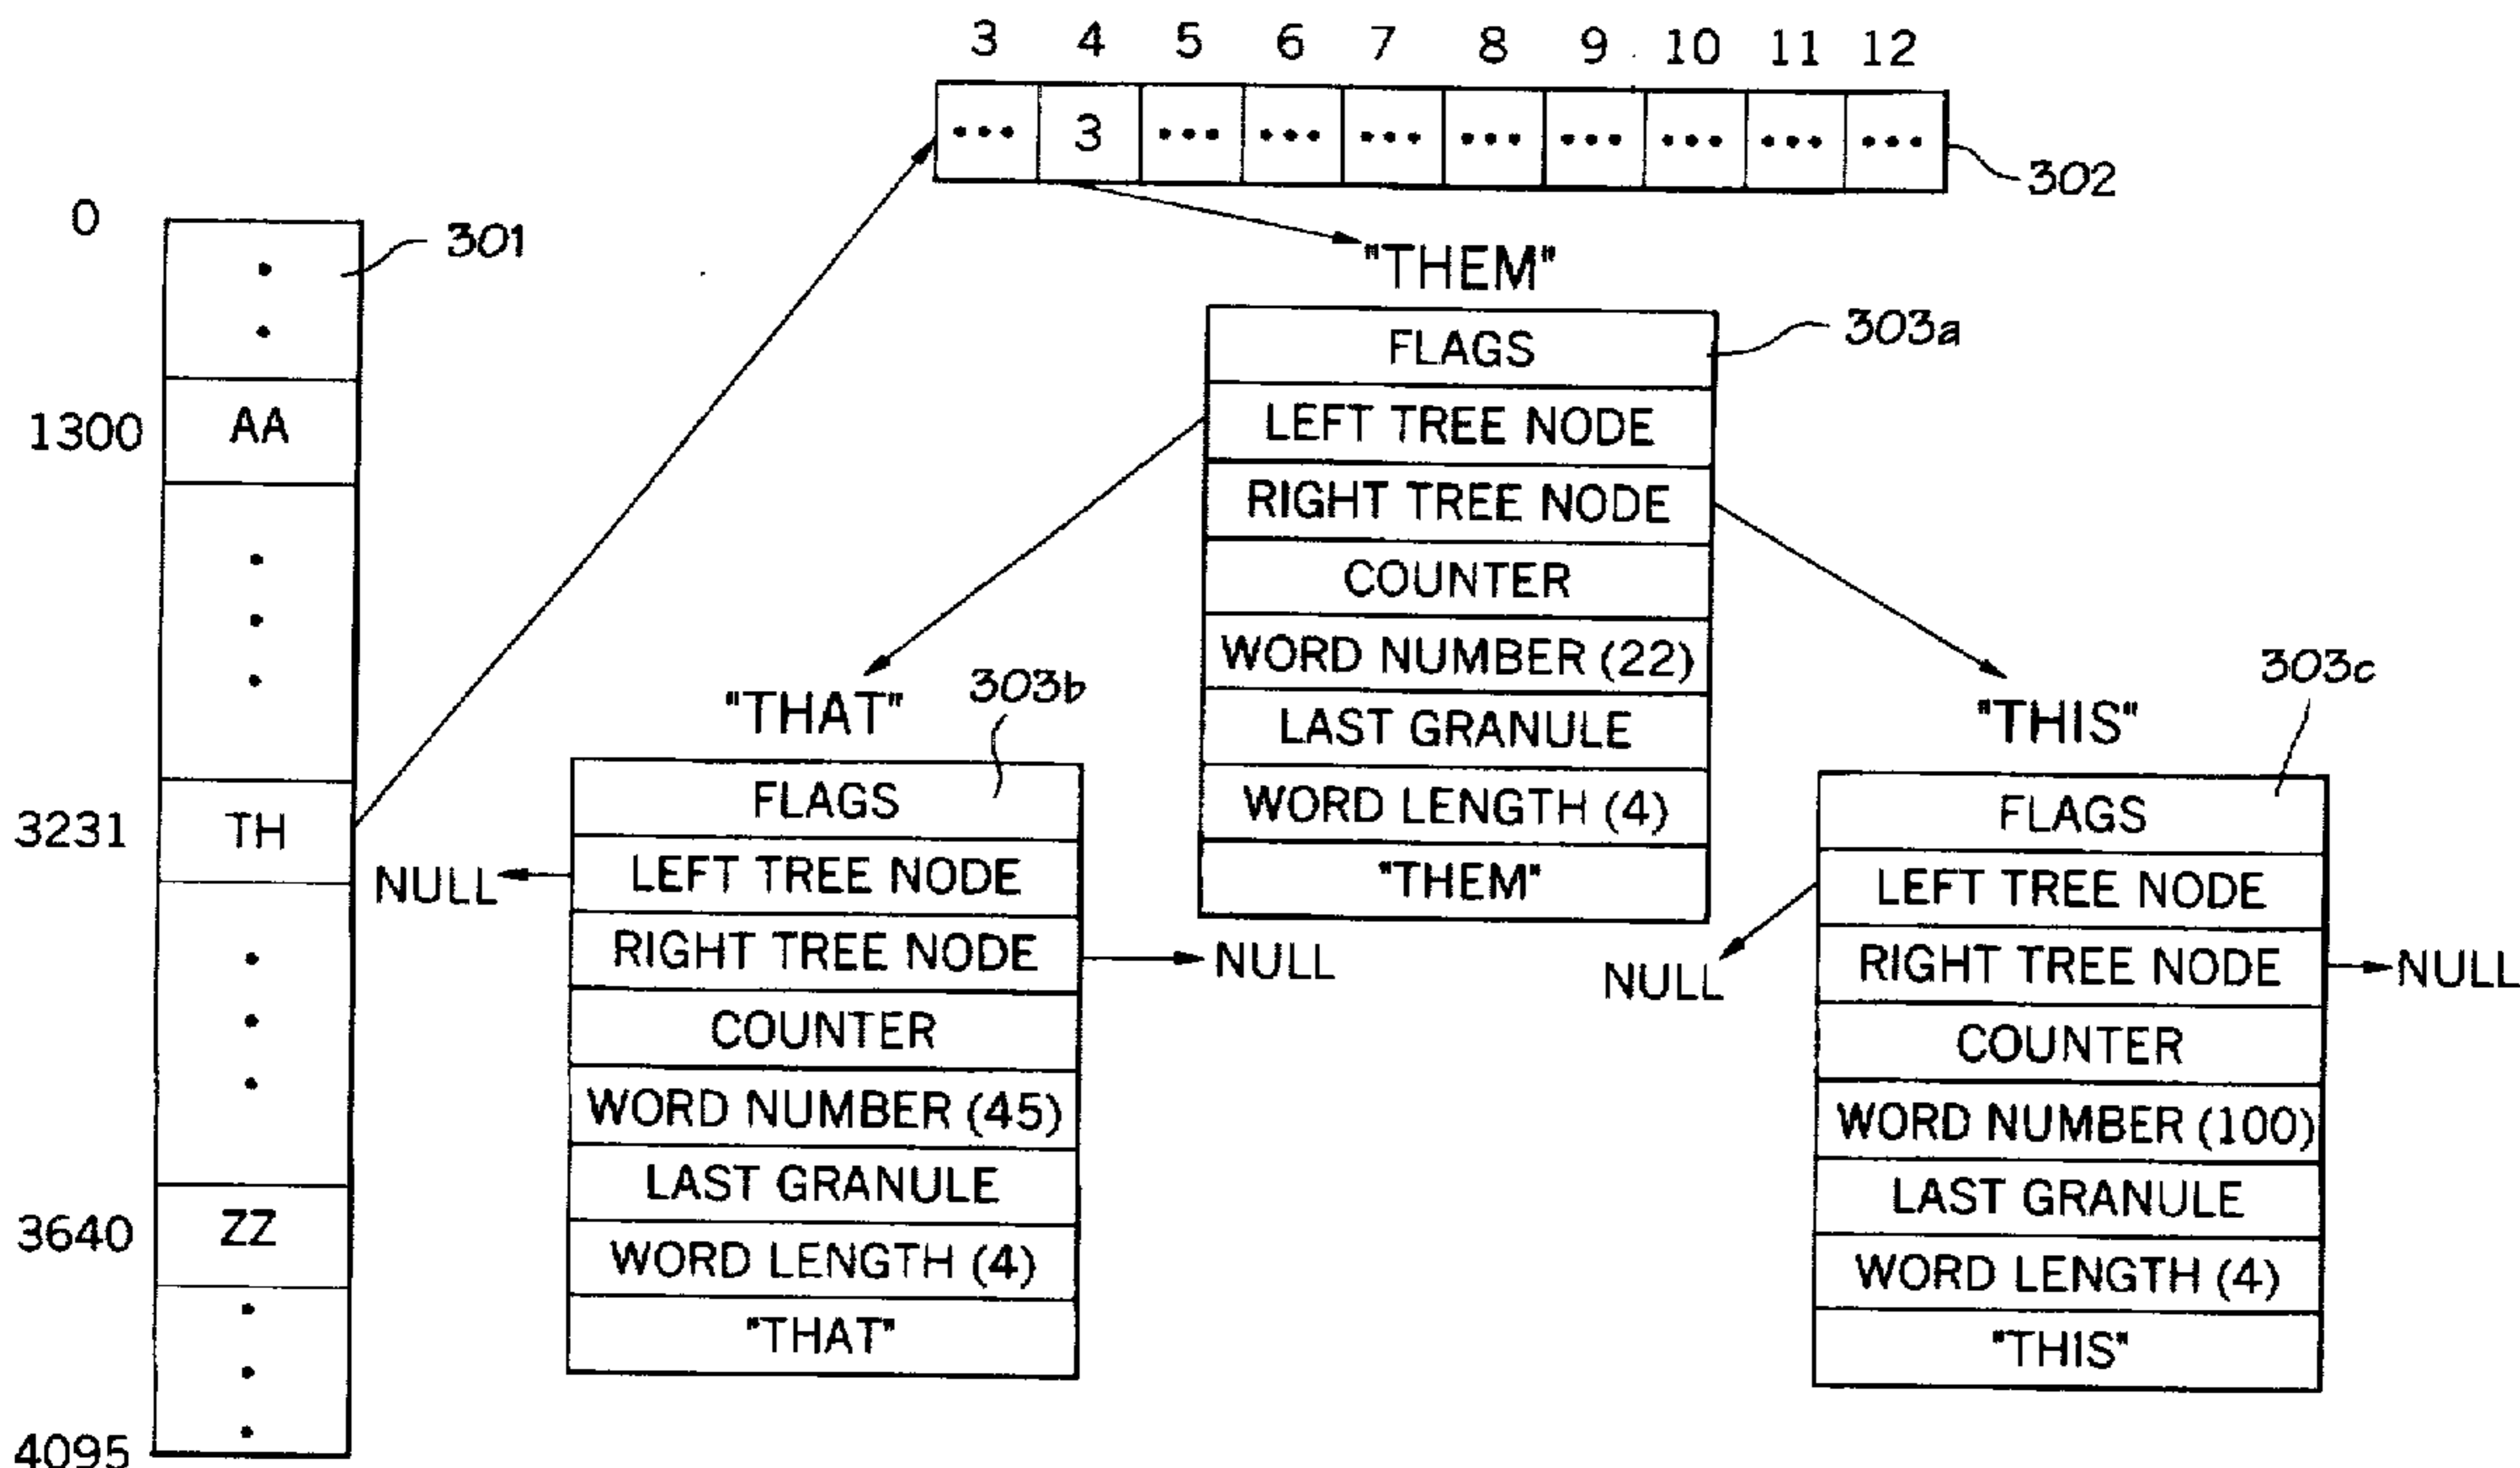 3 4 5 6 7 8 9 10 11 12
3
302
0
301
1300 AA
3231 TH
3640 ZZ
4095
"THEM"
303a
FLAGS
LEFT TREE NODE
RIGHT TREE NODE
COUNTER
WORD NUMBER (22)
LAST GRANULE
WORD LENGTH (4)
"THEM"
"THAT"
303b
FLAGS
NULL LEFT TREE NODE
RIGHT TREE NODE NULL
COUNTER
WORD NUMBER (45)
LAST GRANULE
WORD LENGTH (4)
"THAT"
303c
"THIS"
FLAGS
LEFT TREE NODE
NULL RIGHT TREE NODE NULL
COUNTER
WORD NUMBER (100)
LAST GRANULE
WORD LENGTH (4)
"THIS"